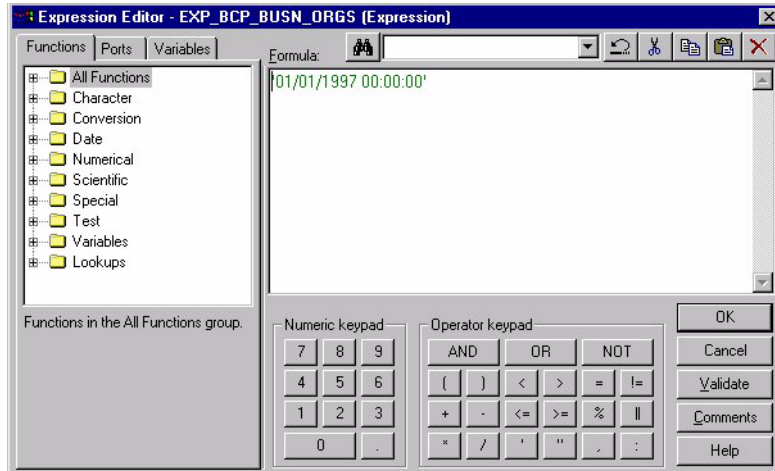 Expression Editor - EXP_BCP_BUSN_ORGS (Expression)
Functions Ports Variables
Formula:
All Functions
Character
Conversion
Date
Numerical
Scientific
Special
Test
Variables
Lookups
'01/01/1997 00:00:00'
Functions in the All Functions group.
Numeric keypad
7 8 9
4 5 6
1 2 3
0 .
Operator keypad
AND OR NOT
( ) < > = !=
+ - <= >= % ||
* / ' " , :
OK
Cancel
Validate
Comments
Help